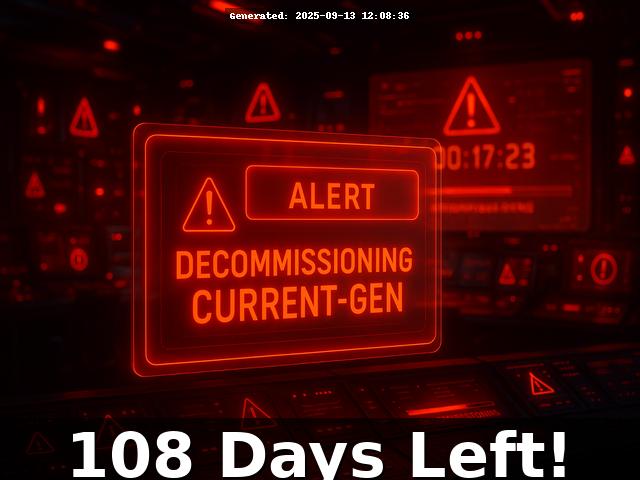 Generated: 2025-09-13 12:08:36
00:17:23
ALERT
DECOMMISSIONING
CURRENT-GEN
108 Days Left!